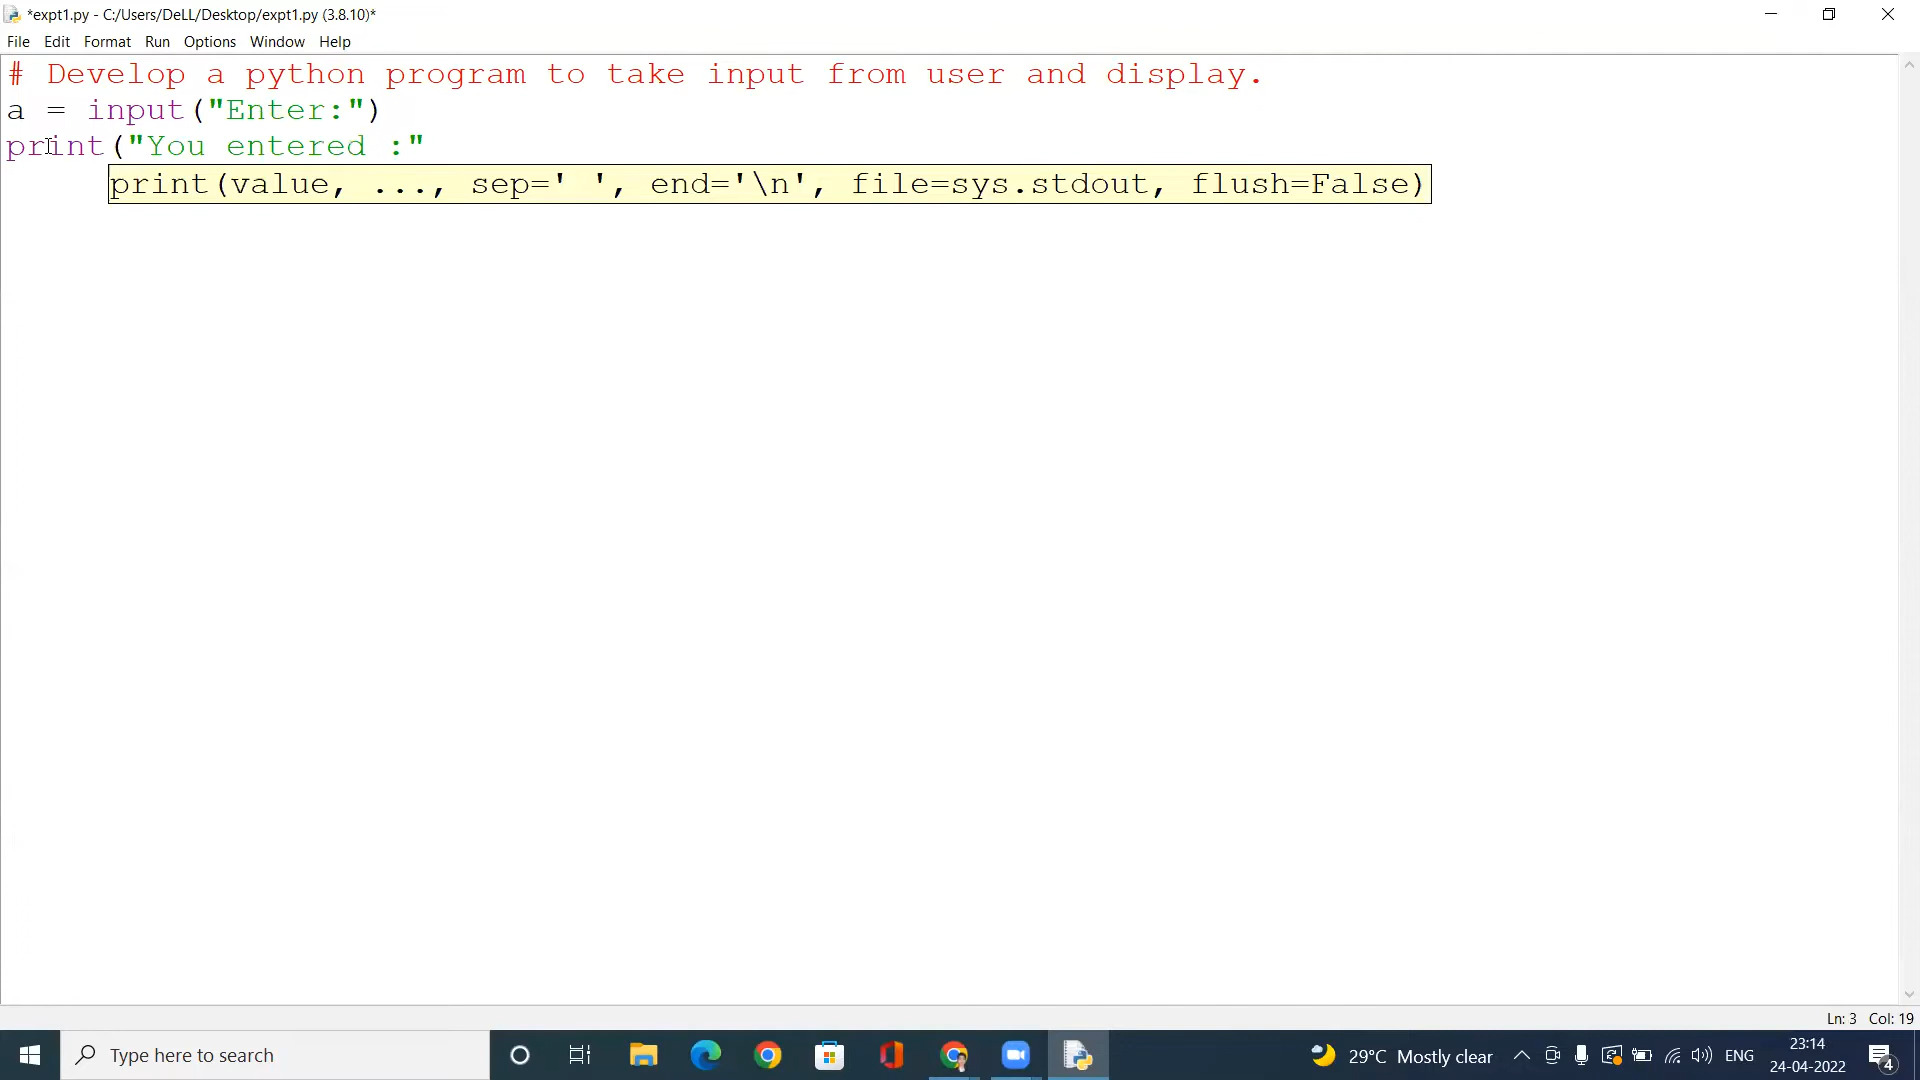 *expt1.py - C:/Users/DeLL/Desktop/expt1.py (3.8.10)*
File Edit Format Run Options Window Help
# Develop a python program to take input from user and display.
a = input("Enter:")
print("You entered :"
print(value, ..., sep=' ', end='\n', file=sys.stdout, flush=False)
Ln: 3 Col: 19
Type here to search
29°C Mostly clear
ENG
23:14
24-04-2022
4